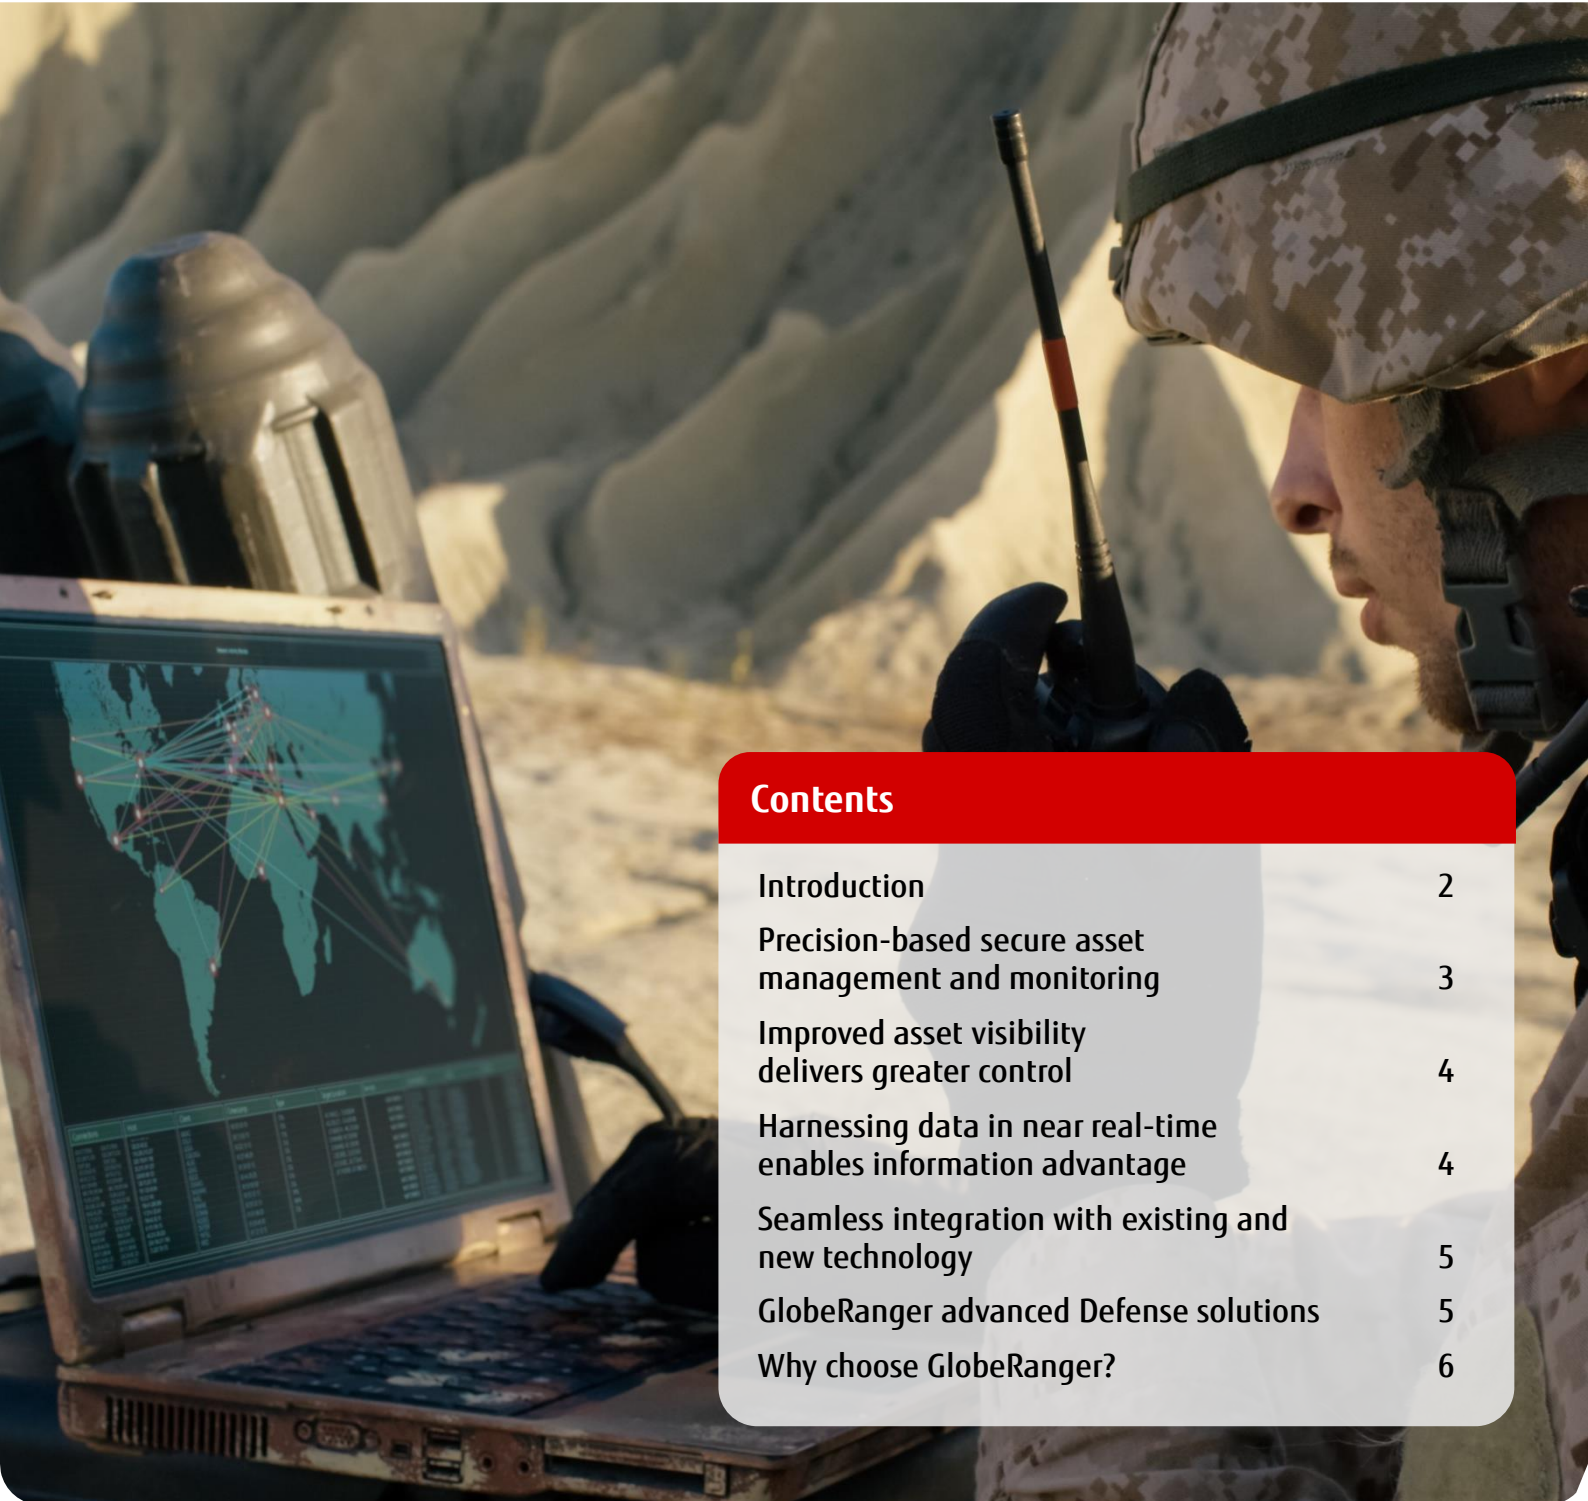 Contents
Introduction 2
Precision-based secure asset
management and monitoring 3
Improved asset visibility
delivers greater control 4
Harnessing data in near real-time
enables information advantage 4
Seamless integration with existing and
new technology 5
GlobeRanger advanced Defense solutions 5
Why choose GlobeRanger? 6